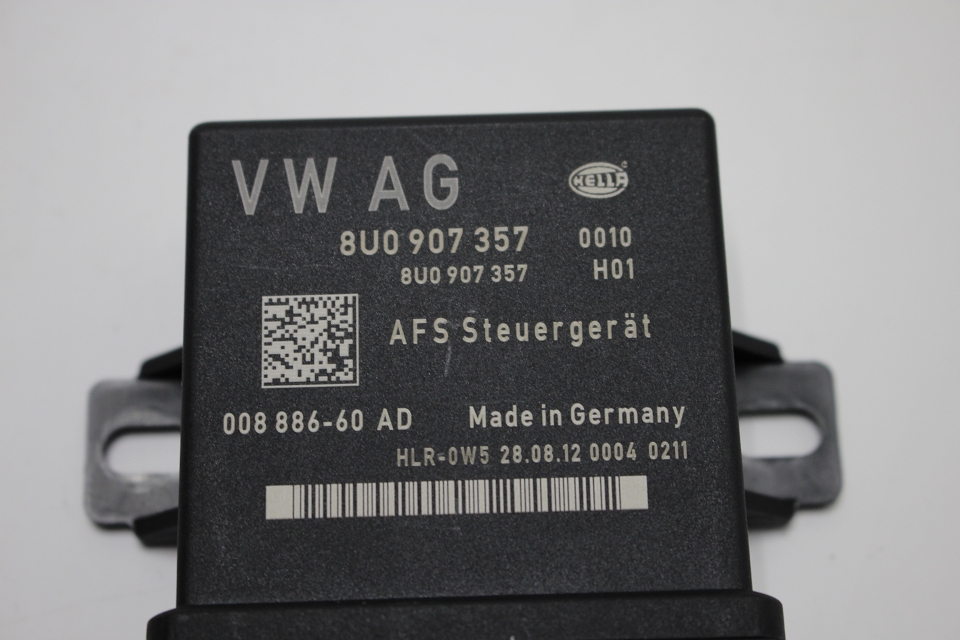 VW AG HELLA
8U0 907 357 0010
8U0 907 357 H01
AFS Steuergerät
008 886-60 AD Made in Germany
HLR-0W5 28.08.12 0004 0211